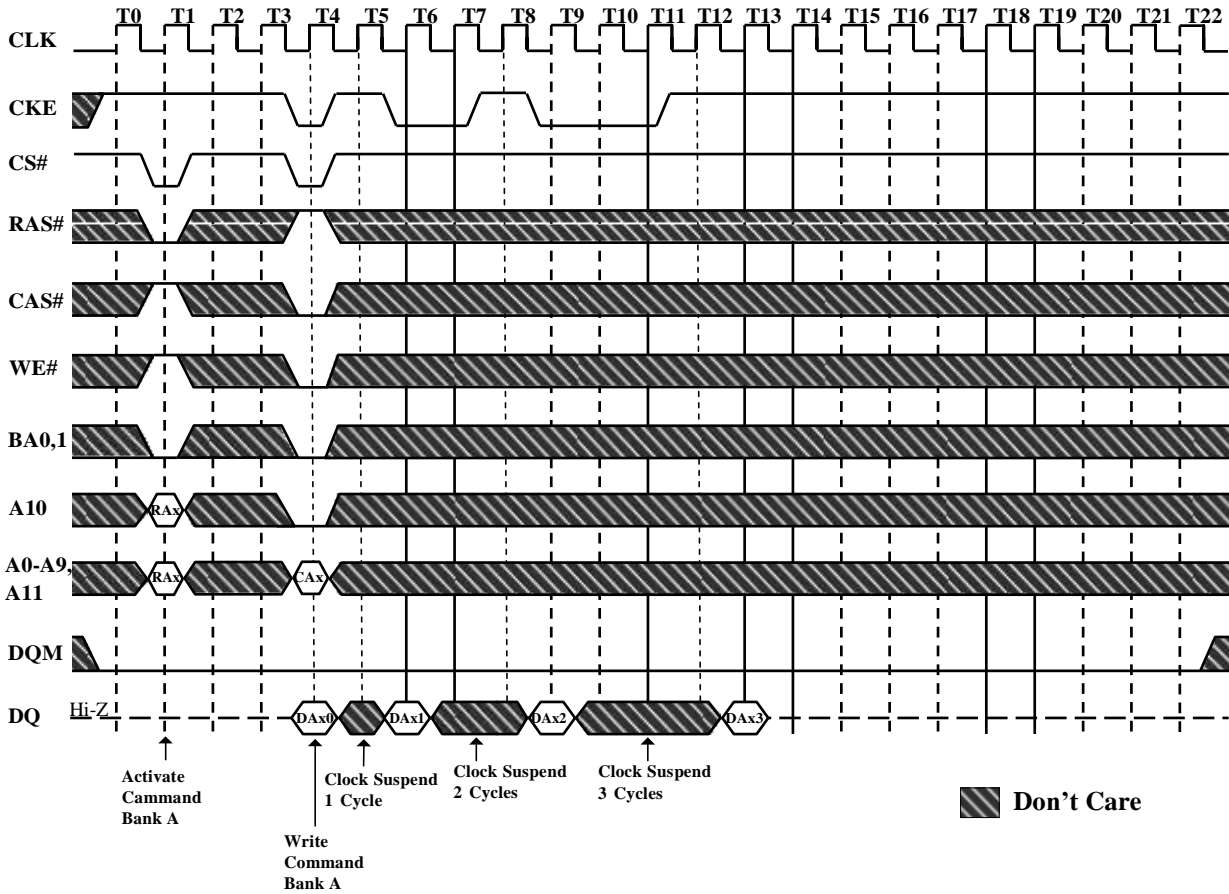 T0 T1 T2 T3 T4 T5 T6 T7 T8 T9 T10 T11 T12 T13 T14 T15 T16 T17 T18 T19 T20 T21 T22
CLK
CKE
CS#
RAS#
CAS#
WE#
BA0,1
A10 RAx
A0-A9,
A11 RAx CAx
DQM
DQ Hi-Z DAx0 DAx1 DAx2 DAx3
Activate
Cammand
Bank A
Clock Suspend
1 Cycle
Clock Suspend
2 Cycles
Clock Suspend
3 Cycles
Write
Command
Bank A
Don't Care